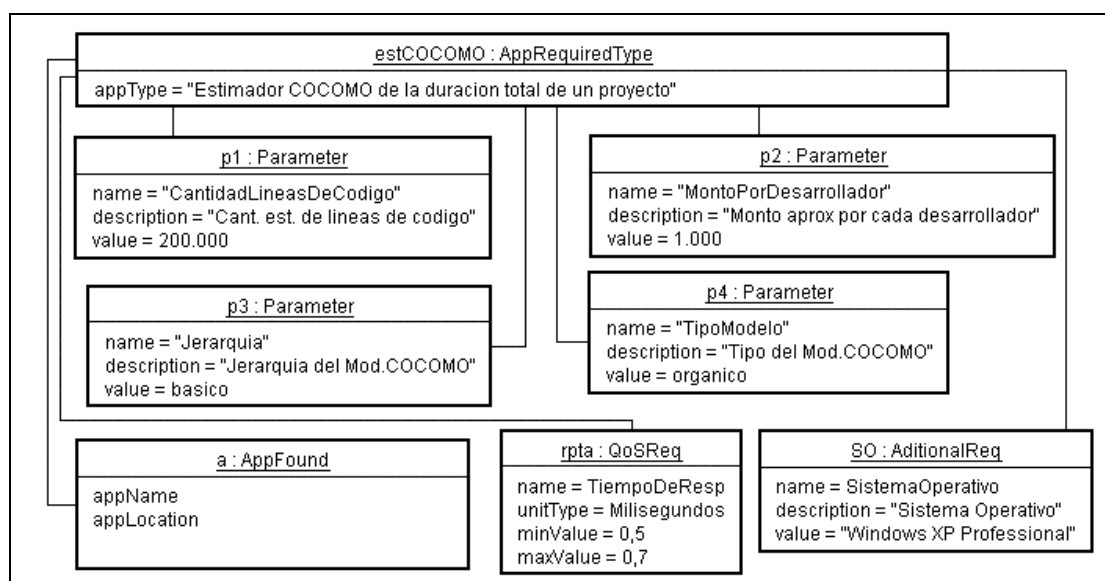 estCOCOMO : AppRequiredType
appType = "Estimador COCOMO de la duracion total de un proyecto"
p1 : Parameter
name = "CantidadLineasDeCodigo"
description = "Cant. est. de lineas de codigo"
value = 200.000
p2 : Parameter
name = "MontoPorDesarrollador"
description = "Monto aprox por cada desarrollador"
value = 1.000
p3 : Parameter
name = "Jerarquia"
description = "Jerarquia del Mod.COCOMO"
value = basico
p4 : Parameter
name = "TipoModelo"
description = "Tipo del Mod.COCOMO"
value = organico
a : AppFound
appName
appLocation
rpta : QoSReq
name = TiempoDeResp
unitType = Milisegundos
minValue = 0,5
maxValue = 0,7
SO : AditionalReq
name = SistemaOperativo
description = "Sistema Operativo"
value = "Windows XP Professional"